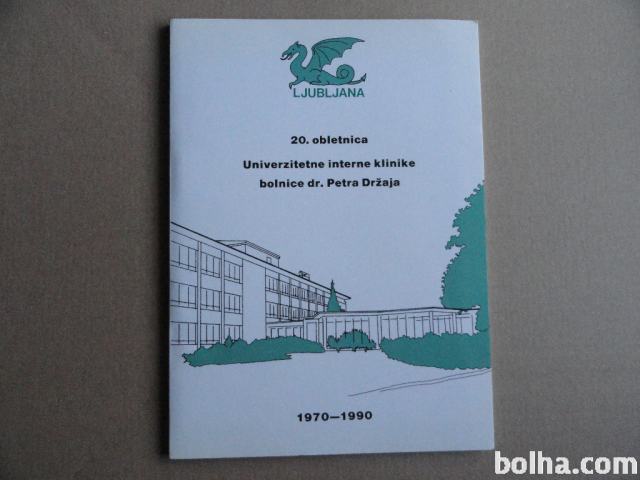 LJUBLJANA
20. obletnica
Univerzitetne interne klinike
bolnice dr. Petra Držaja
1970—1990
bolha.com